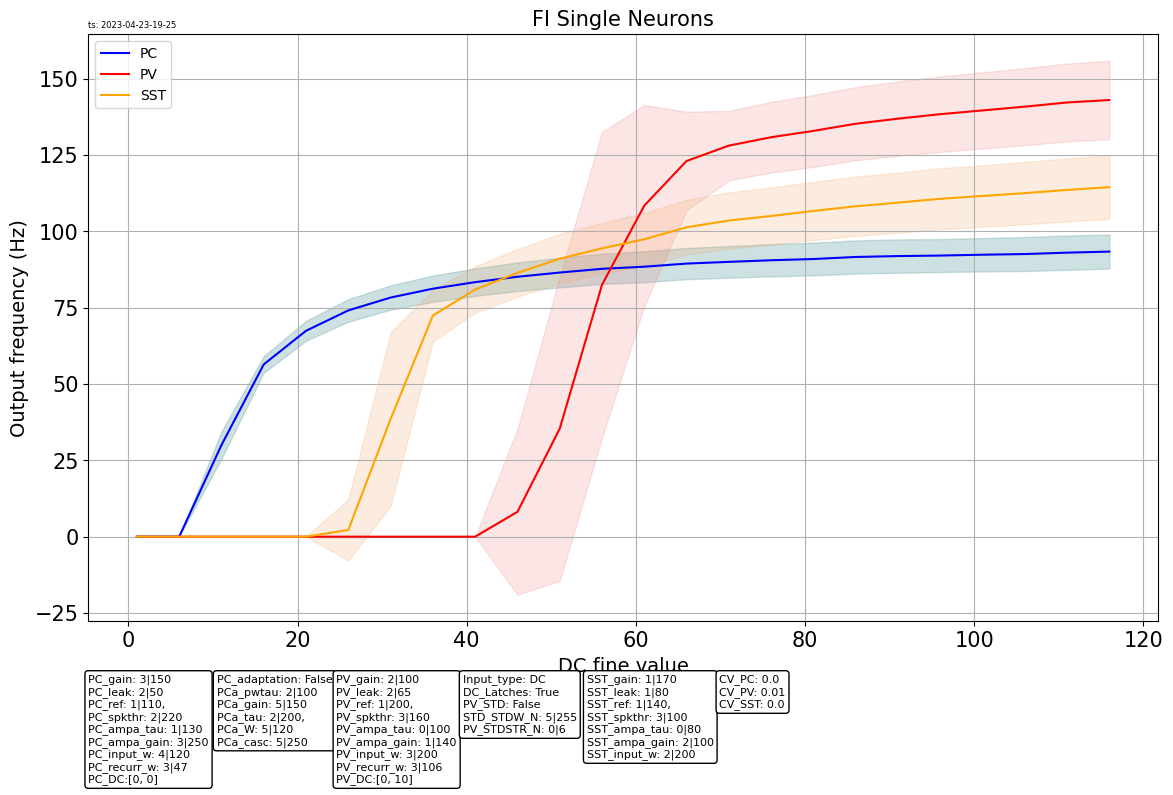 FI Single Neurons
ts: 2023-04-23-19-25
PC
PV
SST
150
125
100
75
50
25
0
−25
Output frequency (Hz)
0
20
40
60
80
100
120
DC fine value
PC_gain: 3|150
PC_leak: 2|50
PC_ref: 1|110,
PC_spkthr: 2|220
PC_ampa_tau: 1|130
PC_ampa_gain: 3|250
PC_input_w: 4|120
PC_recurr_w: 3|47
PC_DC:[0, 0]
PC_adaptation: False
PCa_pwtau: 2|100
PCa_gain: 5|150
PCa_tau: 2|200,
PCa_W: 5|120
PCa_casc: 5|250
PV_gain: 2|100
PV_leak: 2|65
PV_ref: 1|200,
PV_spkthr: 3|160
PV_ampa_tau: 0|100
PV_ampa_gain: 1|140
PV_input_w: 3|200
PV_recurr_w: 3|106
PV_DC:[0, 10]
Input_type: DC
DC_Latches: True
PV_STD: False
STD_STDW_N: 5|255
PV_STDSTR_N: 0|6
SST_gain: 1|170
SST_leak: 1|80
SST_ref: 1|140,
SST_spkthr: 3|100
SST_ampa_tau: 0|80
SST_ampa_gain: 2|100
SST_input_w: 2|200
CV_PC: 0.0
CV_PV: 0.01
CV_SST: 0.0